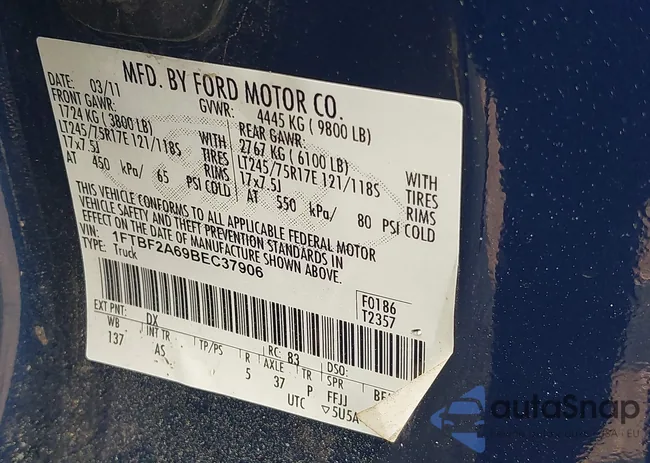 MFD. BY FORD MOTOR CO.
DATE: 03/11 GVWR: 4445 KG ( 9800 LB)
FRONT GAWR: REAR GAWR:
1724 KG ( 3800 LB) WITH 2767 KG ( 6100 LB) WITH
LT245/75R17E 121/118S TIRES LT245/75R17E 121/118S TIRES
17x7.5J RIMS 17x7.5J RIMS
AT 450 kPa/ 65 PSI COLD AT 550 kPa/ 80 PSI COLD
THIS VEHICLE CONFORMS TO ALL APPLICABLE FEDERAL MOTOR
VEHICLE SAFETY AND THEFT PREVENTION STANDARDS IN
EFFECT ON THE DATE OF MANUFACTURE SHOWN ABOVE.
VIN: 1FTBF2A69BEC37906
TYPE: Truck
F0186
T2357
EXT PNT: DX RC: 83 DSO:
WB INT TR TP/PS R AXLE TR SPR
137 AS 5 37 P FFJJ
UTC ▽5U5A
autoSnap